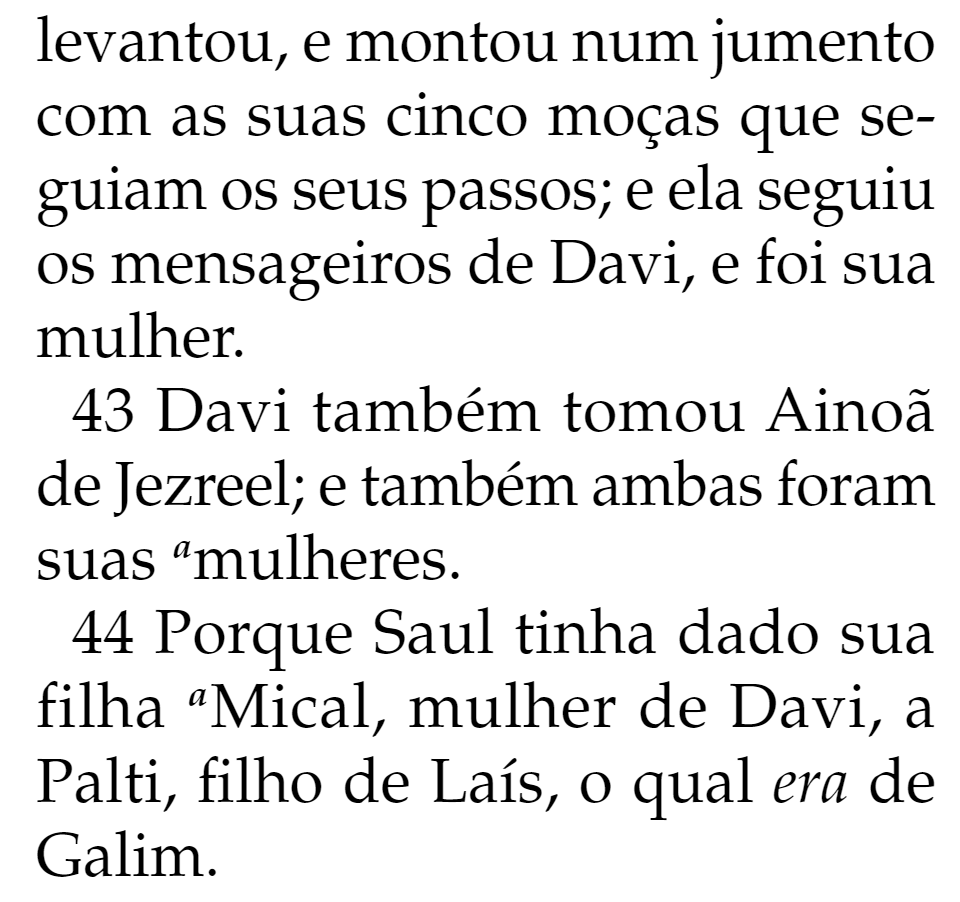 levantou, e montou num jumento
com as suas cinco moças que se-
guiam os seus passos; e ela seguiu
os mensageiros de Davi, e foi sua
mulher.
43 Davi também tomou Ainoã
de Jezreel; e também ambas foram
suas ᵃmulheres.
44 Porque Saul tinha dado sua
filha ᵃMical, mulher de Davi, a
Palti, filho de Laís, o qual era de
Galim.